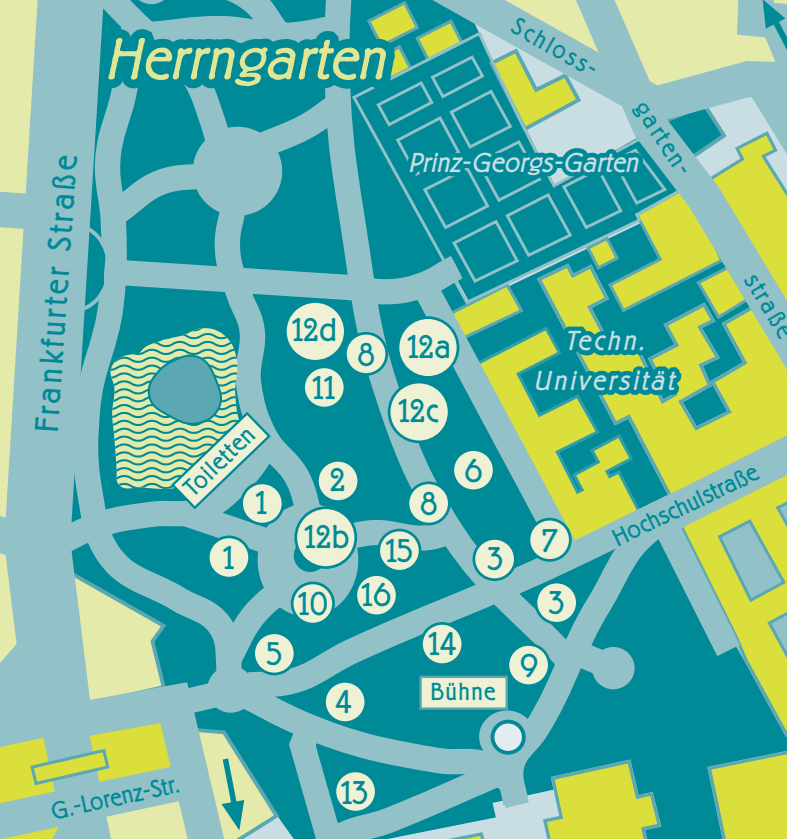 Herrngarten
Schloss-
garten-
straße
Prinz-Georgs-Garten
Frankfurter Straße
Techn.
Universität
12d
8
12a
11
12c
Toiletten
6
2
1
8
Hochschulstraße
12b
7
15
1
3
16
10
3
14
5
9
Bühne
4
13
G.-Lorenz-Str.